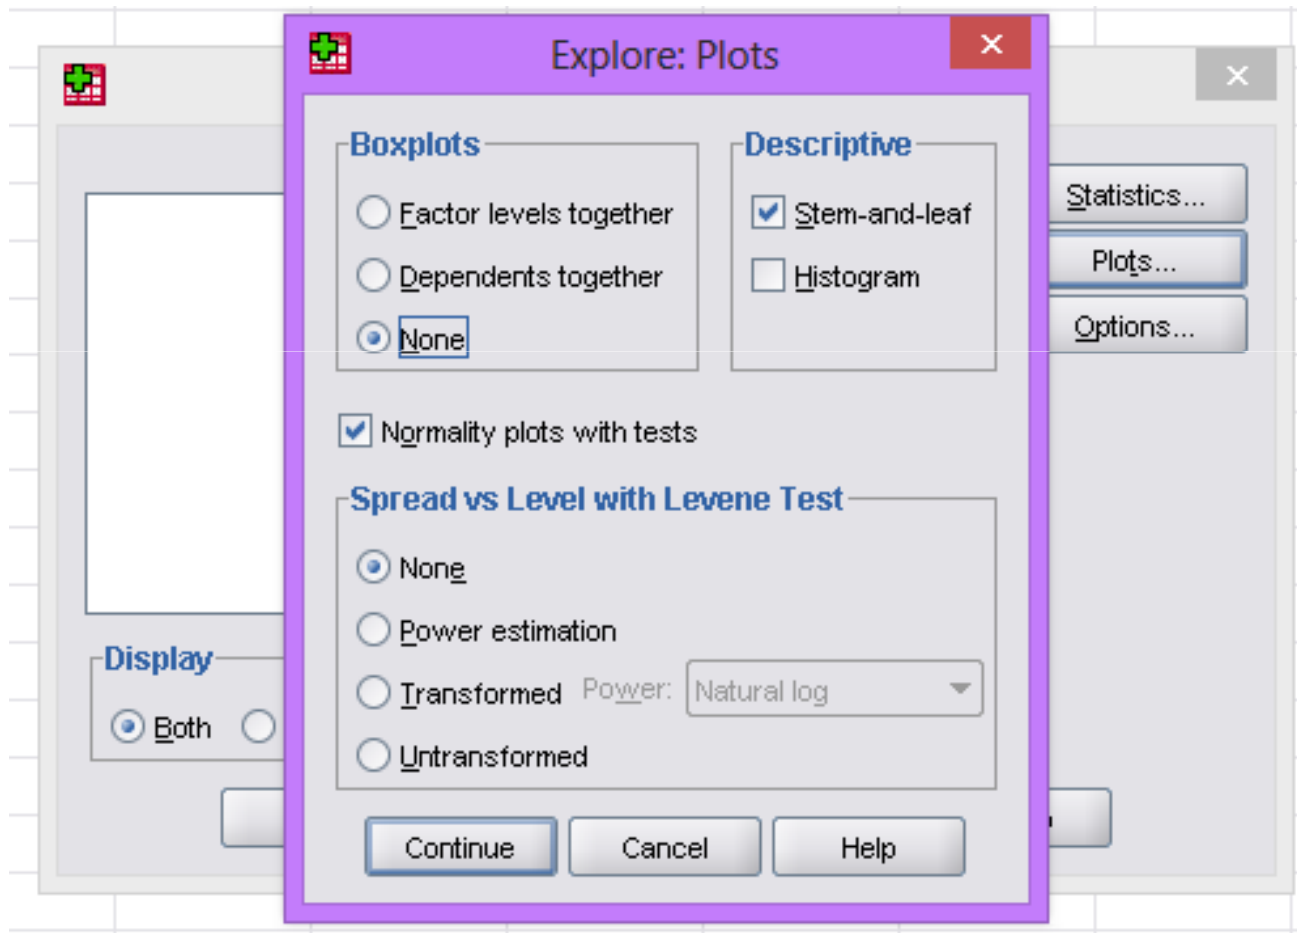 Explore: Plots
Boxplots
Factor levels together
Dependents together
None
Descriptive
Stem-and-leaf
Histogram
Normality plots with tests
Spread vs Level with Levene Test
None
Power estimation
Transformed Power: Natural log
Untransformed
Continue Cancel Help
Statistics...
Plots...
Options...
Display
Both